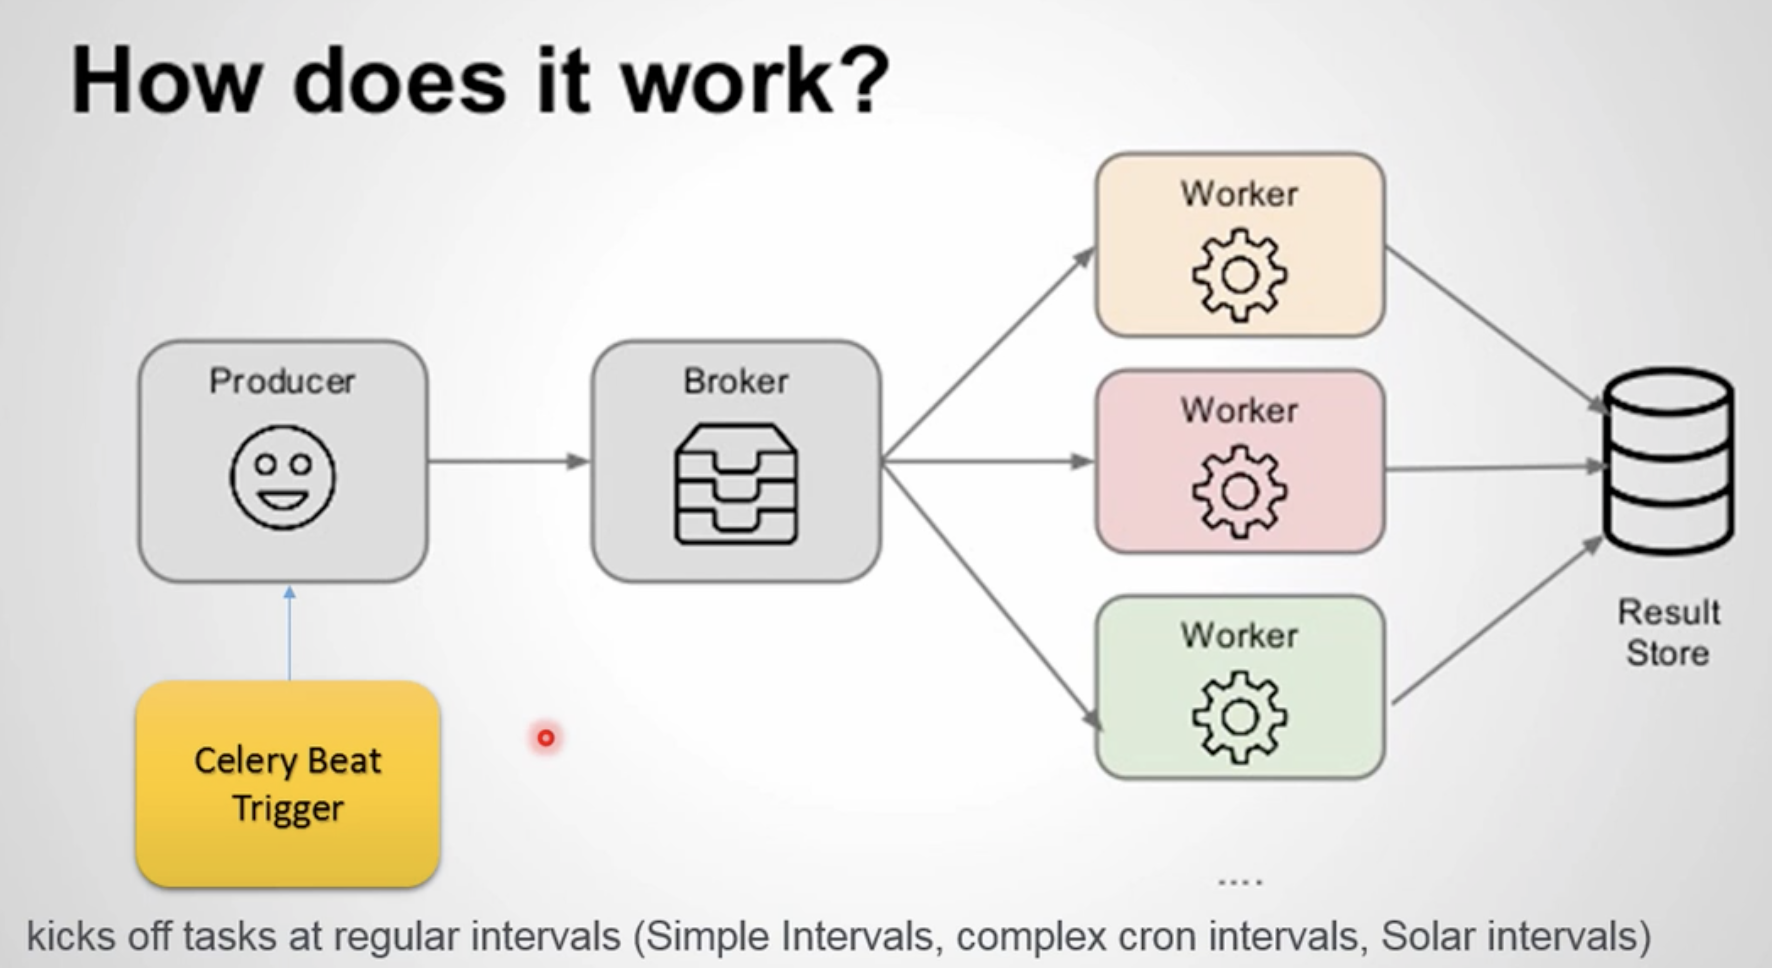 How does it work?
Worker
Producer
Broker
Worker
Worker
Result
Store
Celery Beat
Trigger
....
kicks off tasks at regular intervals (Simple Intervals, complex cron intervals, Solar intervals)